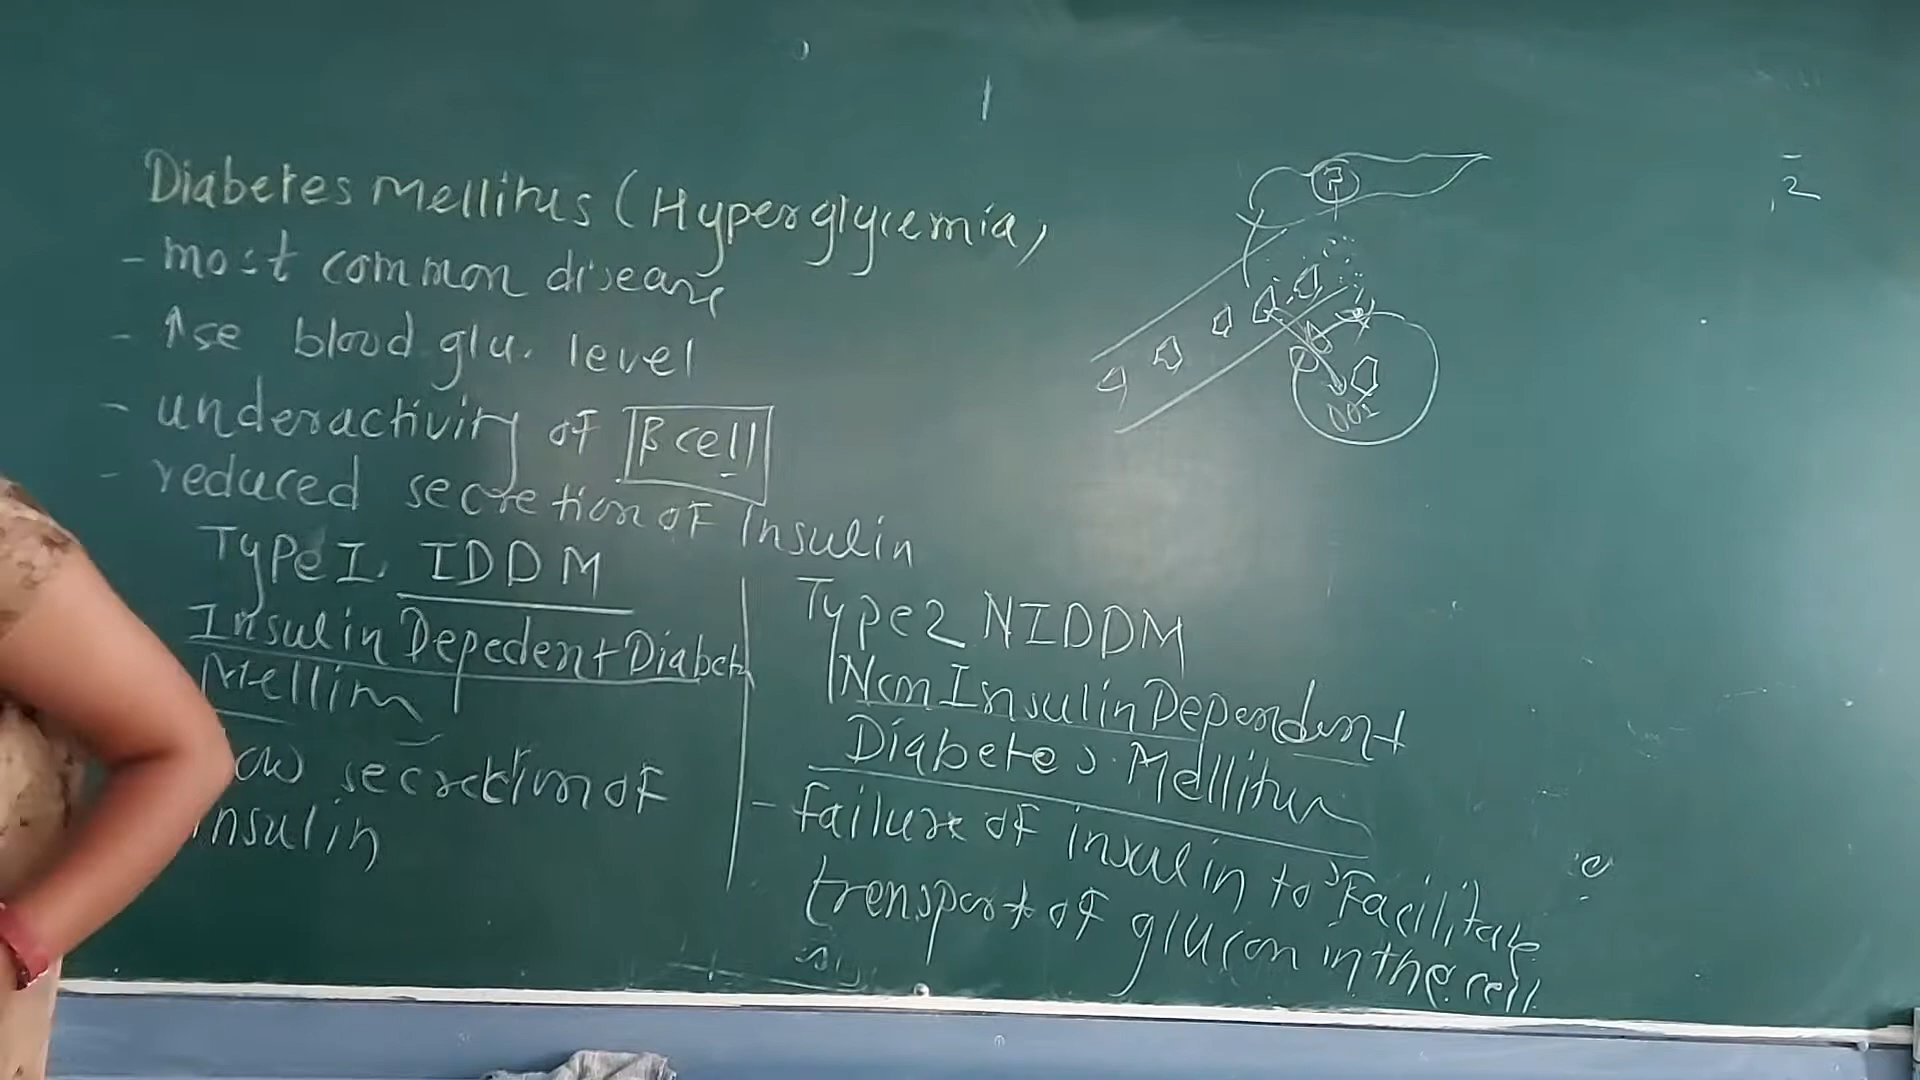 Diabetes Mellitus (Hyperglycemia)
- most common disease
- ↑se blood glu. level
- underactivity of β cell
- reduced secretion of Insulin
Type I. IDDM
Insulin Depedent Diabetes
Mellitus
secretion of
insulin
Type 2 NIDDM
Non Insulin Dependent
Diabetes Mellitus
- Failure of insulin to Facilitate
transport of glucose in the cell
2